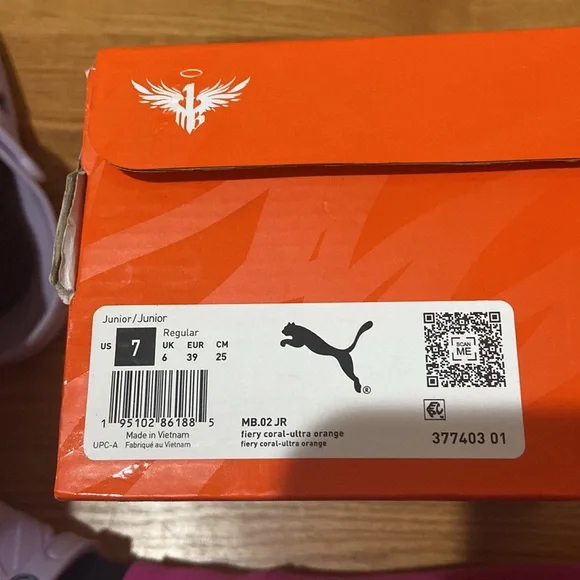 Junior/Junior
Regular
US 7 UK EUR CM
6 39 25
SCAN ME
1 95102 86188 5
Made in Vietnam
UPC-A Fabriqué au Vietnam
MB.02 JR
fiery coral-ultra orange
fiery coral-ultra orange
®
377403 01